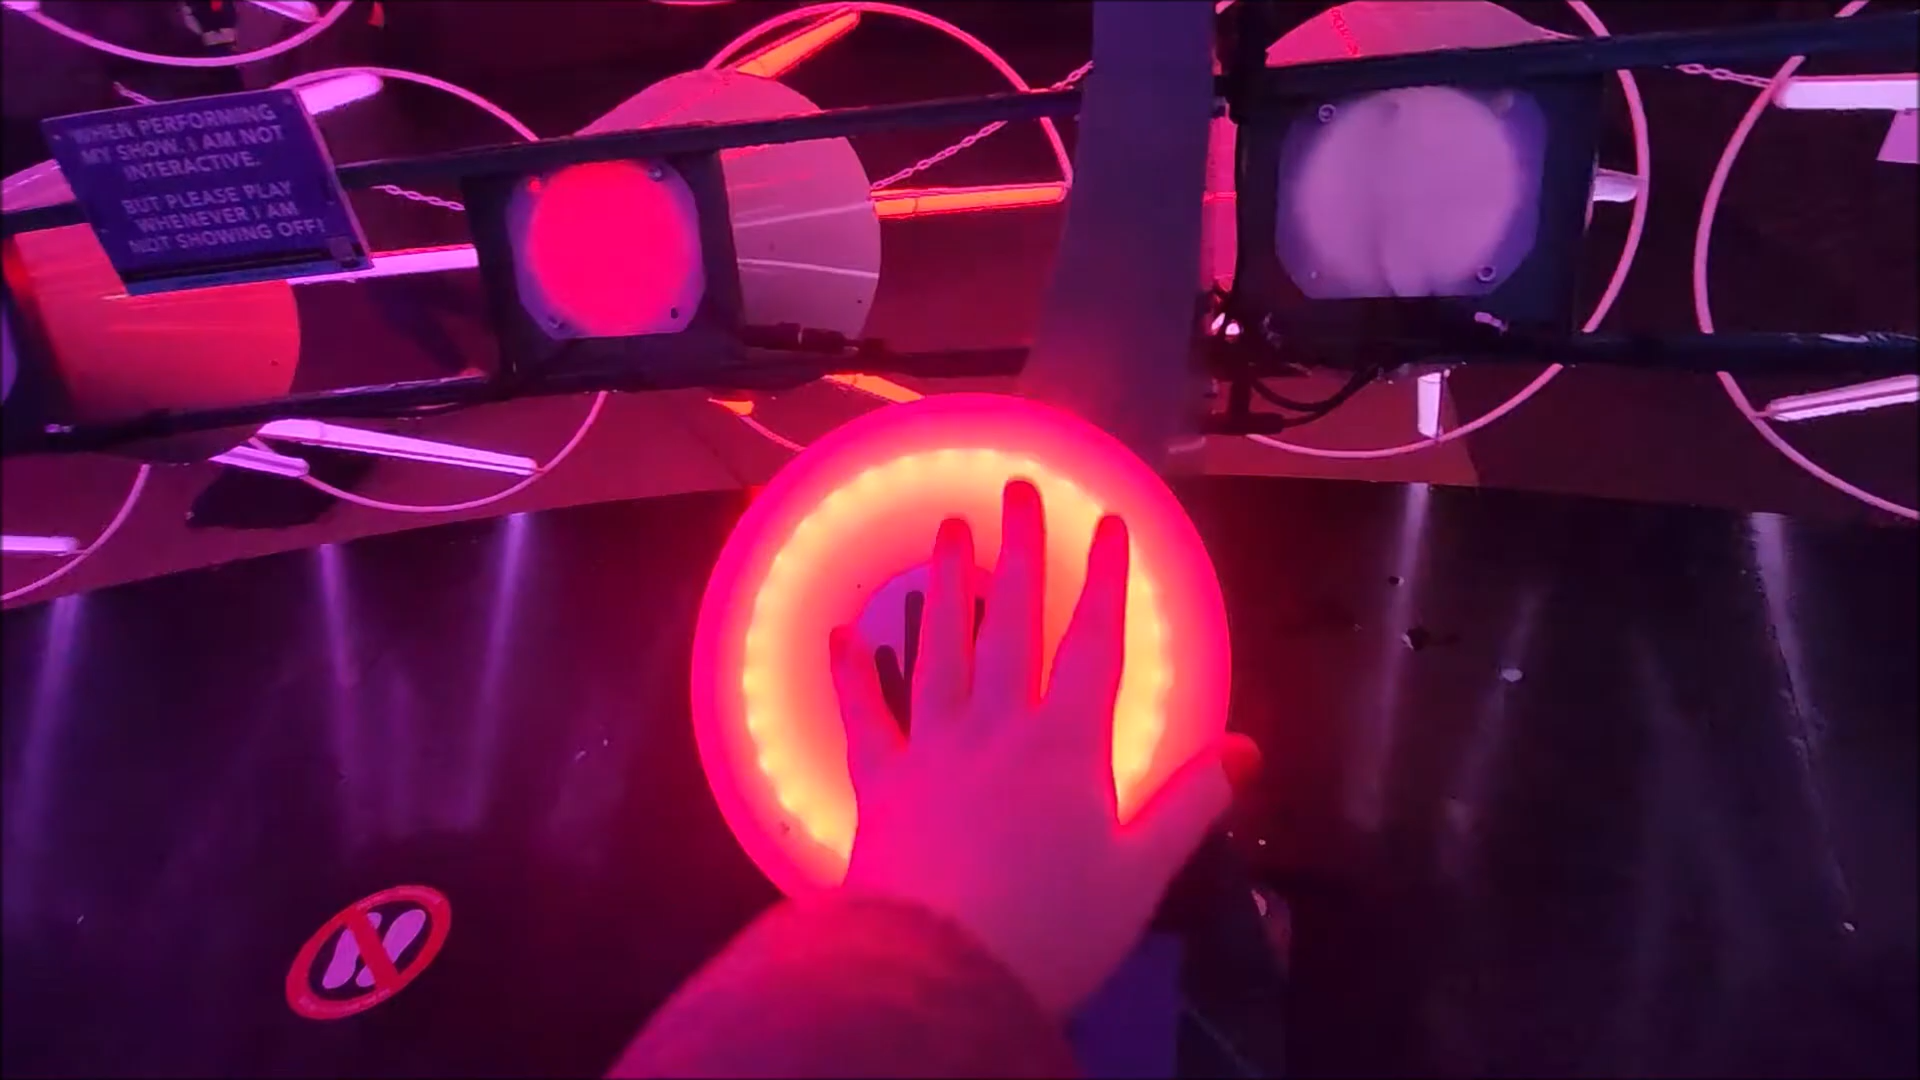 WHEN PERFORMING
MY SHOW, I AM NOT
INTERACTIVE.
BUT PLEASE PLAY
WHENEVER I AM
NOT SHOWING OFF!